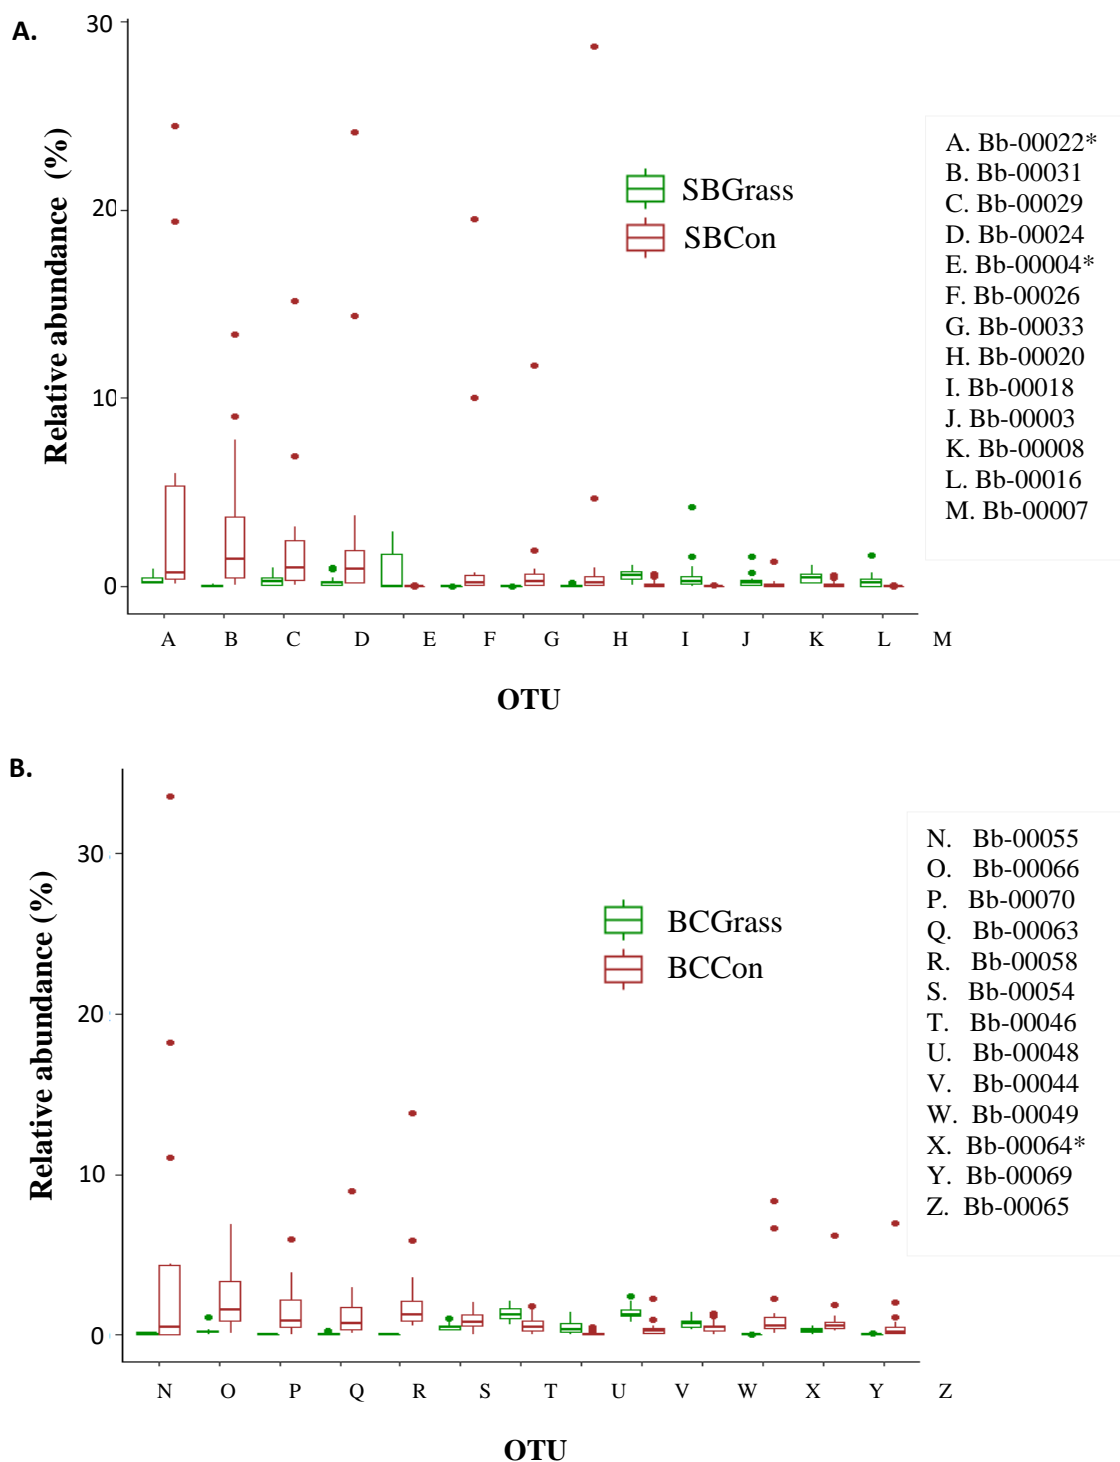 A.
30
20
10
0
Relative abundance (%)
SBGrass
SBCon
A. Bb-00022*
B. Bb-00031
C. Bb-00029
D. Bb-00024
E. Bb-00004*
F. Bb-00026
G. Bb-00033
H. Bb-00020
I. Bb-00018
J. Bb-00003
K. Bb-00008
L. Bb-00016
M. Bb-00007
A B C D E F G H I J K L M
OTU
B.
30
20
10
0
Relative abundance (%)
BCGrass
BCCon
N. Bb-00055
O. Bb-00066
P. Bb-00070
Q. Bb-00063
R. Bb-00058
S. Bb-00054
T. Bb-00046
U. Bb-00048
V. Bb-00044
W. Bb-00049
X. Bb-00064*
Y. Bb-00069
Z. Bb-00065
N O P Q R S T U V W X Y Z
OTU